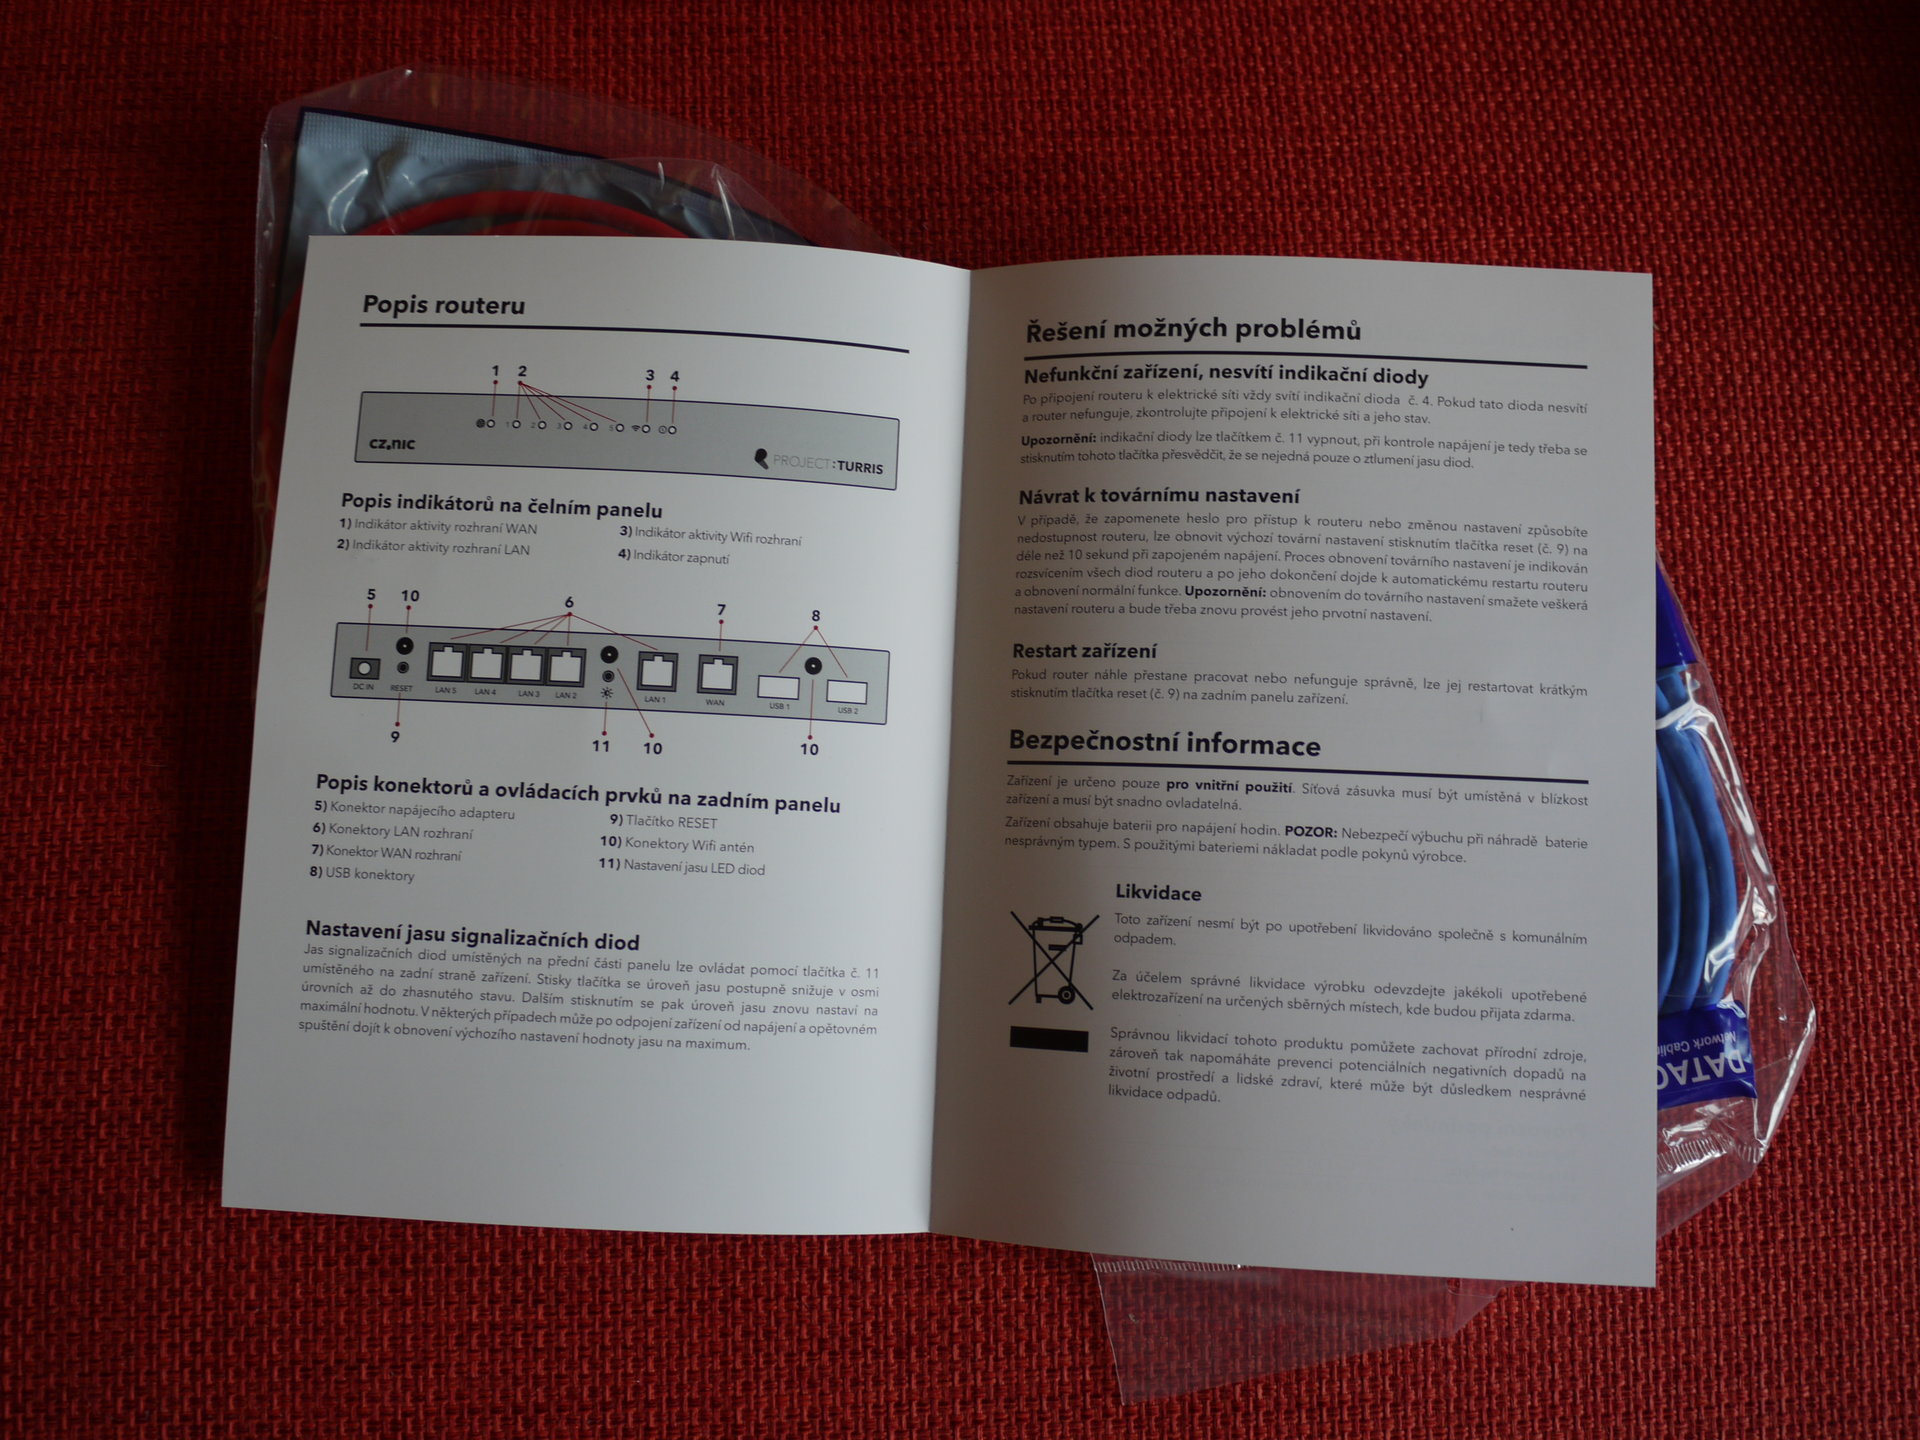 Popis routeru
1 2 3 4
1 2 3 4 5
cz.nic
PROJECT:TURRIS
Popis indikátorů na čelním panelu
1) Indikátor aktivity rozhraní WAN
2) Indikátor aktivity rozhraní LAN
3) Indikátor aktivity Wifi rozhraní
4) Indikátor zapnutí
5 10 6 7 8
DC IN RESET LAN 5 LAN 4 LAN 3 LAN 2 LAN 1 WAN USB 1 USB 2
9 11 10 10
Popis konektorů a ovládacích prvků na zadním panelu
5) Konektor napájecího adapteru
6) Konektory LAN rozhraní
7) Konektor WAN rozhraní
8) USB konektory
9) Tlačítko RESET
10) Konektory Wifi antén
11) Nastavení jasu LED diod
Nastavení jasu signalizačních diod
Jas signalizačních diod umístěných na přední části panelu lze ovládat pomocí tlačítka č. 11
umístěného na zadní straně zařízení. Stisky tlačítka se úroveň jasu postupně snižuje v osmi
úrovních až do zhasnutého stavu. Dalším stisknutím se pak úroveň jasu znovu nastaví na
maximální hodnotu. V některých případech může po odpojení zařízení od napájení a opětovném
spuštění dojít k obnovení výchozího nastavení hodnoty jasu na maximum.
Řešení možných problémů
Nefunkční zařízení, nesvítí indikační diody
Po připojení routeru k elektrické síti vždy svítí indikační dioda č. 4. Pokud tato dioda nesvítí
a router nefunguje, zkontrolujte připojení k elektrické síti a jeho stav.
Upozornění: indikační diody lze tlačítkem č. 11 vypnout, při kontrole napájení je tedy třeba se
stisknutím tohoto tlačítka přesvědčit, že se nejedná pouze o ztlumení jasu diod.
Návrat k továrnímu nastavení
V případě, že zapomenete heslo pro přístup k routeru nebo změnou nastavení způsobíte
nedostupnost routeru, lze obnovit výchozí tovární nastavení stisknutím tlačítka reset (č. 9) na
déle než 10 sekund při zapojeném napájení. Proces obnovení továrního nastavení je indikován
rozsvícením všech diod routeru a po jeho dokončení dojde k automatickému restartu routeru
a obnovení normální funkce. Upozornění: obnovením do továrního nastavení smažete veškerá
nastavení routeru a bude třeba znovu provést jeho prvotní nastavení.
Restart zařízení
Pokud router náhle přestane pracovat nebo nefunguje správně, lze jej restartovat krátkým
stisknutím tlačítka reset (č. 9) na zadním panelu zařízení.
Bezpečnostní informace
Zařízení je určeno pouze pro vnitřní použití. Síťová zásuvka musí být umístěná v blízkost
zařízení a musí být snadno ovladatelná.
Zařízení obsahuje baterii pro napájení hodin. POZOR: Nebezpečí výbuchu při náhradě baterie
nesprávným typem. S použitými bateriemi nákladat podle pokynů výrobce.
Likvidace
Toto zařízení nesmí být po upotřebení likvidováno společně s komunálním
odpadem.
Za účelem správné likvidace výrobku odevzdejte jakékoli upotřebené
elektrozařízení na určených sběrných místech, kde budou přijata zdarma.
Správnou likvidací tohoto produktu pomůžete zachovat přírodní zdroje,
zároveň tak napomáháte prevenci potenciálních negativních dopadů na
životní prostředí a lidské zdraví, které může být důsledkem nesprávné
likvidace odpadů.
Network